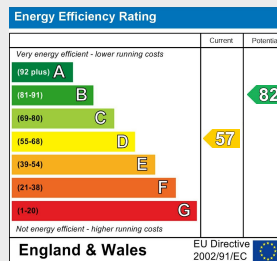 Energy Efficiency Rating
Current Potentia
Very energy efficient - lower running costs
(92 plus) A
(81-91) B
82
(69-80) C
(55-68) D
57
(39-54) E
(21-38) F
(1-20) G
Not energy efficient - higher running costs
England & Wales
EU Directive
2002/91/EC